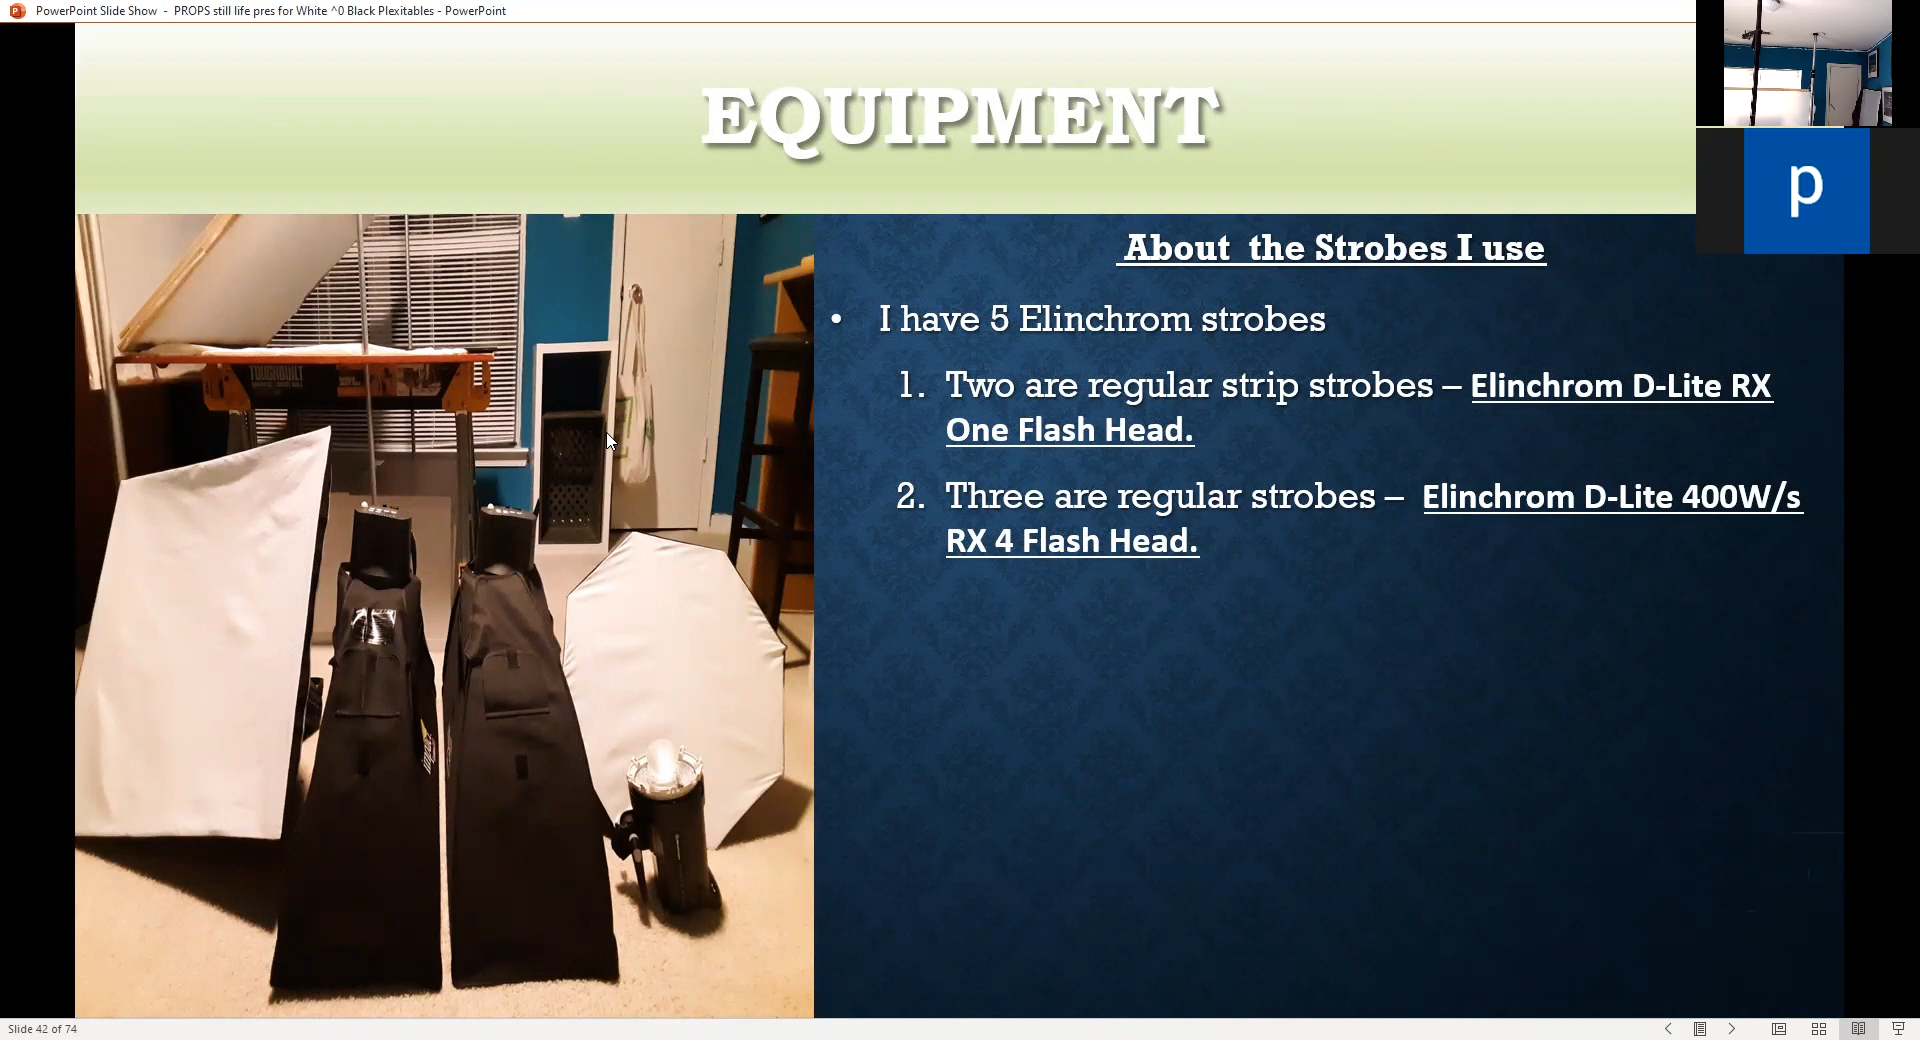 PowerPoint Slide Show - PROPS still life pres for White ^0 Black Plexitables - PowerPoint
EQUIPMENT
p
About the Strobes I use
• I have 5 Elinchrom strobes
1. Two are regular strip strobes – Elinchrom D-Lite RX
One Flash Head.
2. Three are regular strobes – Elinchrom D-Lite 400W/s
RX 4 Flash Head.
TOUGHBUILT
Slide 42 of 74